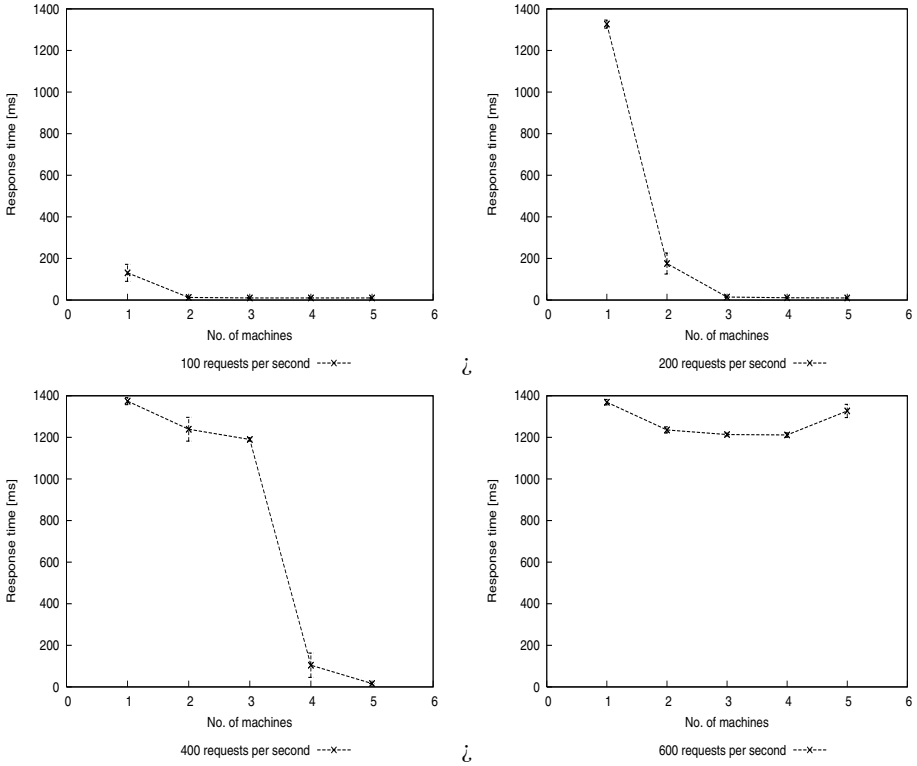 1400
1200
1000
800
600
400
200
0
Response time [ms]
0 1 2 3 4 5 6
No. of machines
100 requests per second
1400
1200
1000
800
600
400
200
0
Response time [ms]
0 1 2 3 4 5 6
No. of machines
200 requests per second
¿
1400
1200
1000
800
600
400
200
0
Response time [ms]
0 1 2 3 4 5 6
No. of machines
400 requests per second
1400
1200
1000
800
600
400
200
0
Response time [ms]
0 1 2 3 4 5 6
No. of machines
600 requests per second
¿